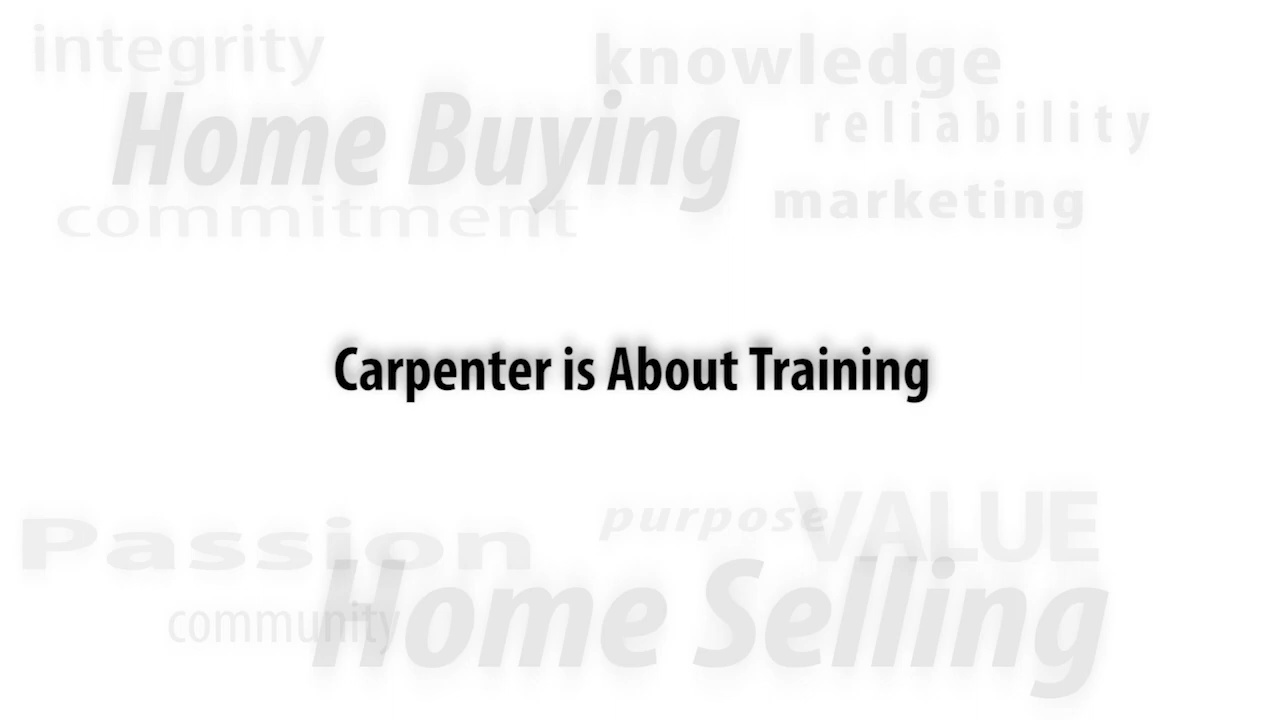 integrity
knowledge
Home Buying
reliability
commitment
marketing
Carpenter is About Training
Passion
purpose
VALUE
community
Home Selling